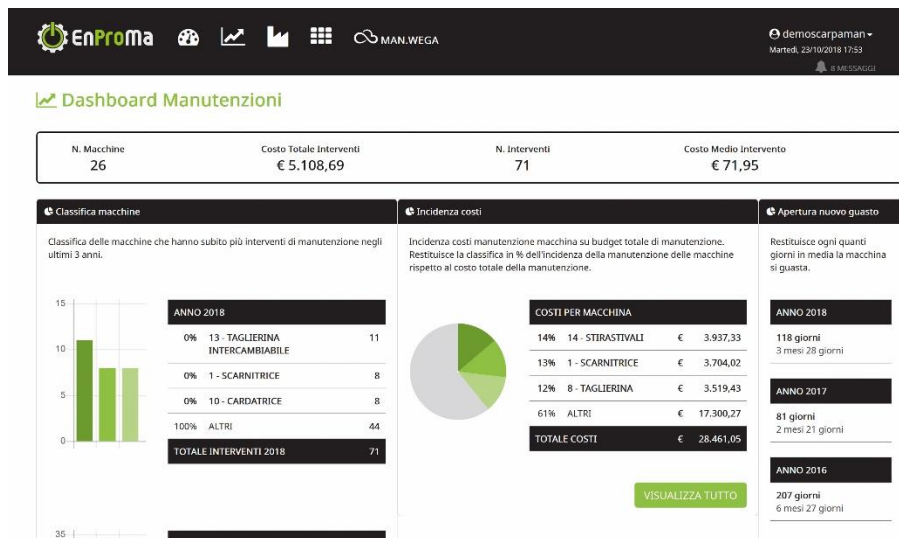 EnProMa
MAN.WEGA
demoscarpaman
Martedì, 23/10/2018 17:53
8 MESSAGGI
Dashboard Manutenzioni
N. Macchine
26
Costo Totale Interventi
€ 5.108,69
N. Interventi
71
Costo Medio Intervento
€ 71,95
Classifica macchine
Classifica delle macchine che hanno subito più interventi di manutenzione negli
ultimi 3 anni.
15
10
5
0
ANNO 2018
0% 13 - TAGLIERINA 11
INTERCAMBIABILE
0% 1 - SCARNITRICE 8
0% 10 - CARDATRICE 8
100% ALTRI 44
TOTALE INTERVENTI 2018 71
35
Incidenza costi
Incidenza costi manutenzione macchina su budget totale di manutenzione.
Restituisce la classifica in % dell'incidenza della manutenzione delle macchine
rispetto al costo totale della manutenzione.
COSTI PER MACCHINA
14% 14 - STIRASTIVALI € 3.937,33
13% 1 - SCARNITRICE € 3.704,02
12% 8 - TAGLIERINA € 3.519,43
61% ALTRI € 17.300,27
TOTALE COSTI € 28.461,05
VISUALIZZA TUTTO
Apertura nuovo guasto
Restituisce ogni quanti
giorni in media la macchina
si guasta.
ANNO 2018
118 giorni
3 mesi 28 giorni
ANNO 2017
81 giorni
2 mesi 21 giorni
ANNO 2016
207 giorni
6 mesi 27 giorni